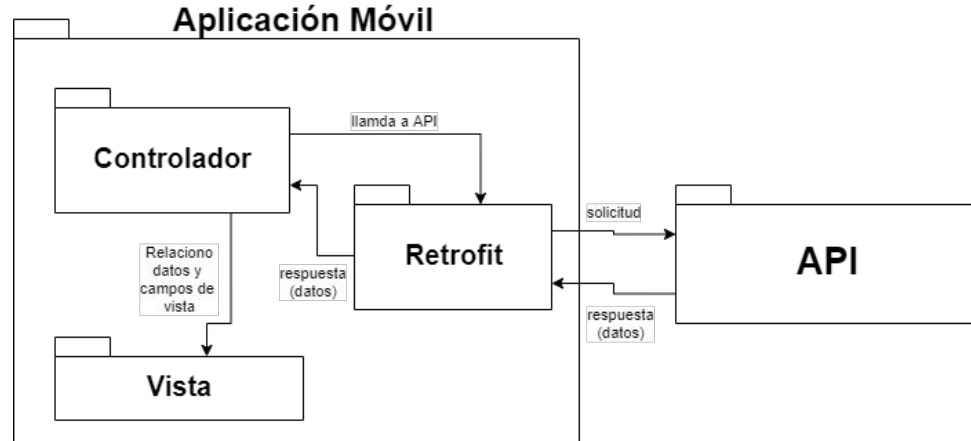 Aplicación Móvil
llamda a API
Controlador
solicitud
Retrofit
API
Relaciono
datos y
campos de
vista
respuesta
(datos)
respuesta
(datos)
Vista